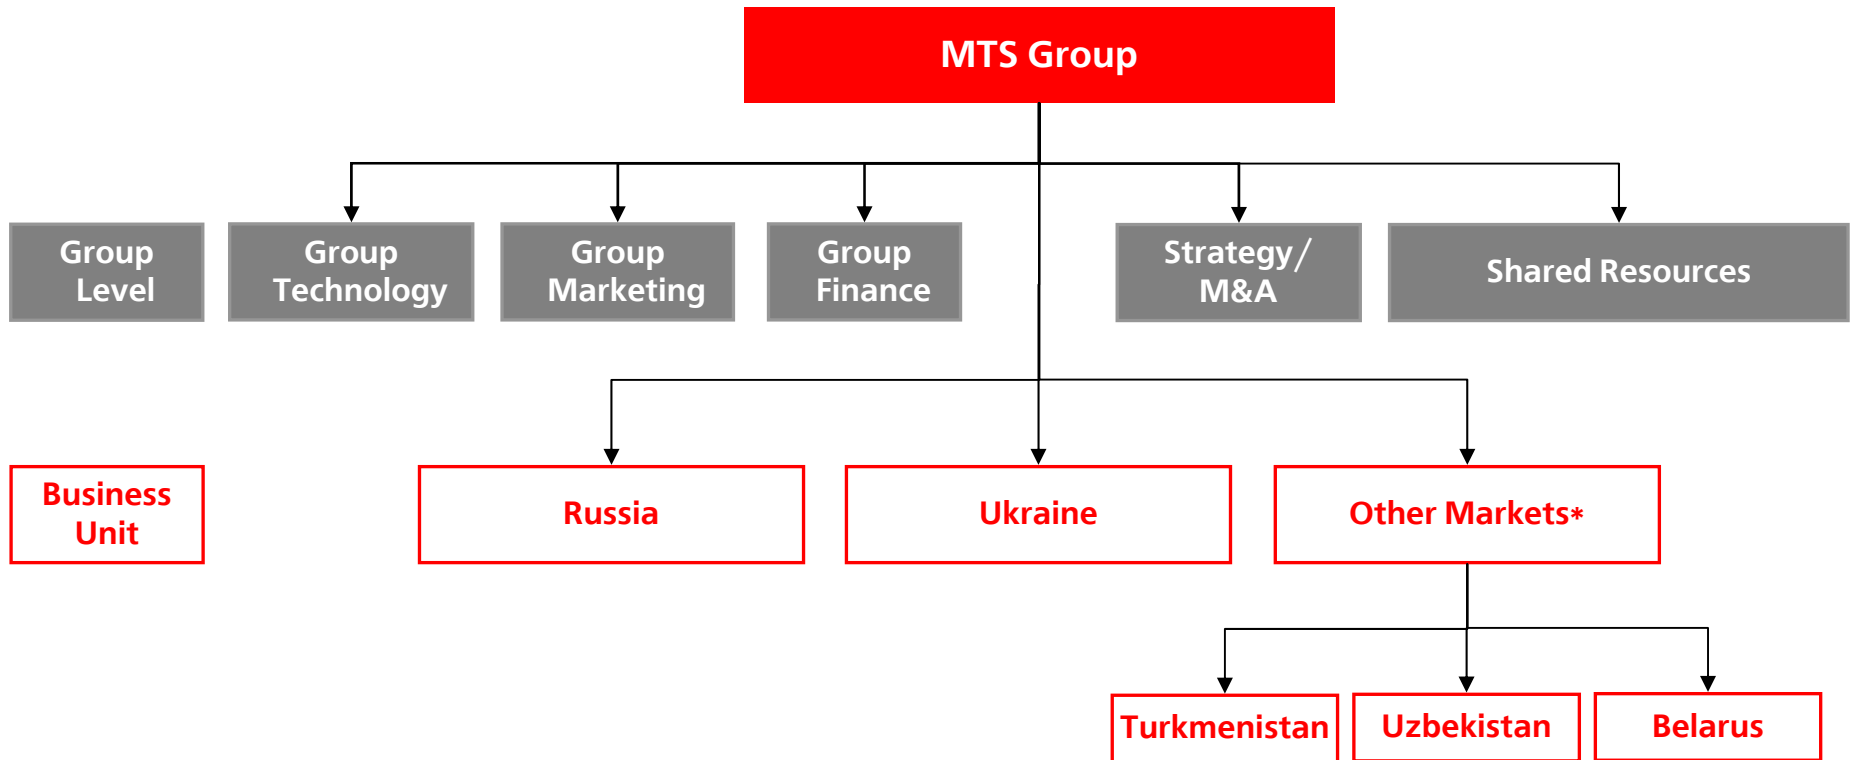 MTS Group
Group
Level
Group
Technology
Group
Marketing
Group
Finance
Strategy/
M&A
Shared Resources
Business
Unit
Russia
Ukraine
Other Markets*
Turkmenistan
Uzbekistan
Belarus